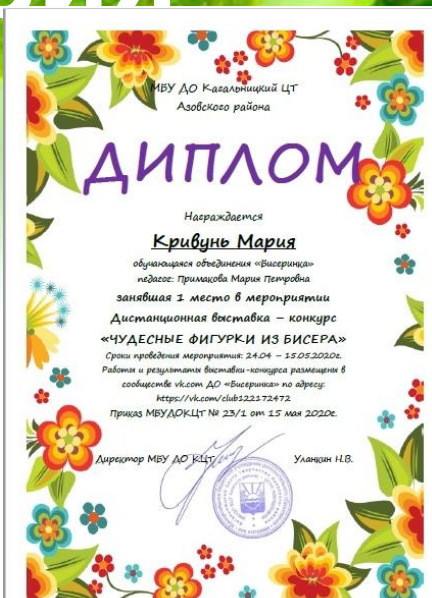 МБУ ДО Кагальницкий ЦТ
Азовского района
ДИПЛОМ
Награждается
Кривунь Мария
обучающаяся объединения «Бисеринка»
педагог: Примакова Мария Петровна
занявшая 1 место в мероприятии
Дистанционная выставка – конкурс
«ЧУДЕСНЫЕ ФИГУРКИ ИЗ БИСЕРА»
Сроки проведения мероприятия: 24.04 – 15.05.2020г.
Работы и результаты выставки-конкурса размещены в
сообществе vk.com ДО «Бисеринка» по адресу:
https://vk.com/club122172472
Приказ МБУДОКЦТ № 23/1 от 15 мая 2020г.
Директор МБУ ДО КЦТ Уланкин Н.В.